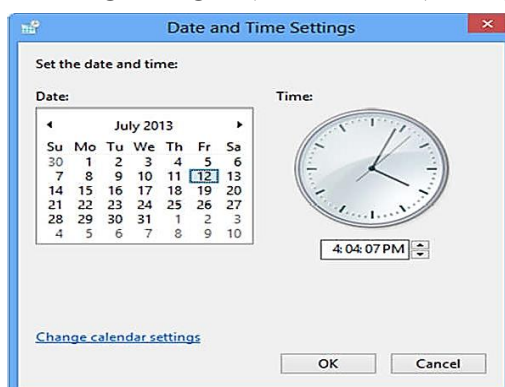 Date and Time Settings
Set the date and time:
Date:
Time:
July 2013
Su Mo Tu We Th Fr Sa
30 1 2 3 4 5 6
7 8 9 10 11 12 13
14 15 16 17 18 19 20
21 22 23 24 25 26 27
28 29 30 31 1 2 3
4 5 6 7 8 9 10
4:04:07 PM
Change calendar settings
OK
Cancel